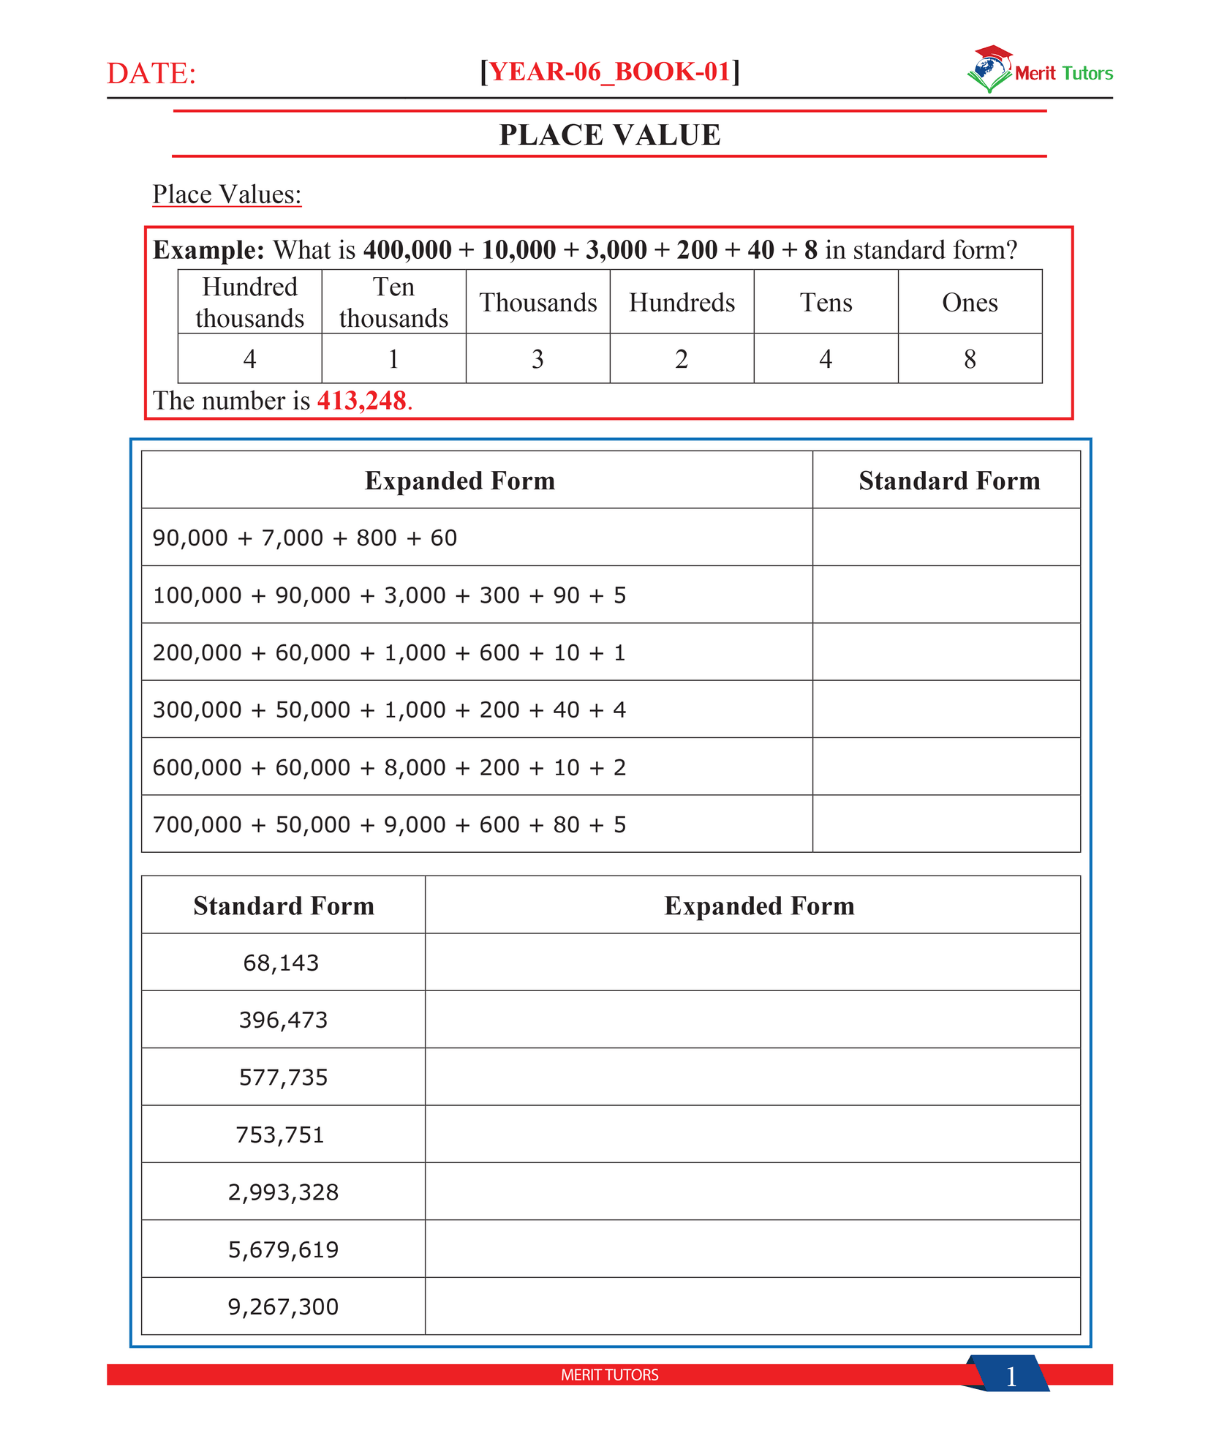 DATE:
[YEAR-06_BOOK-01]
Merit Tutors
PLACE VALUE
Place Values:
Example: What is 400,000 + 10,000 + 3,000 + 200 + 40 + 8 in standard form?
Hundred thousands Ten thousands Thousands Hundreds Tens Ones
4 1 3 2 4 8
The number is 413,248.
Expanded Form Standard Form
90,000 + 7,000 + 800 + 60
100,000 + 90,000 + 3,000 + 300 + 90 + 5
200,000 + 60,000 + 1,000 + 600 + 10 + 1
300,000 + 50,000 + 1,000 + 200 + 40 + 4
600,000 + 60,000 + 8,000 + 200 + 10 + 2
700,000 + 50,000 + 9,000 + 600 + 80 + 5
Standard Form Expanded Form
68,143
396,473
577,735
753,751
2,993,328
5,679,619
9,267,300
MERIT TUTORS
1